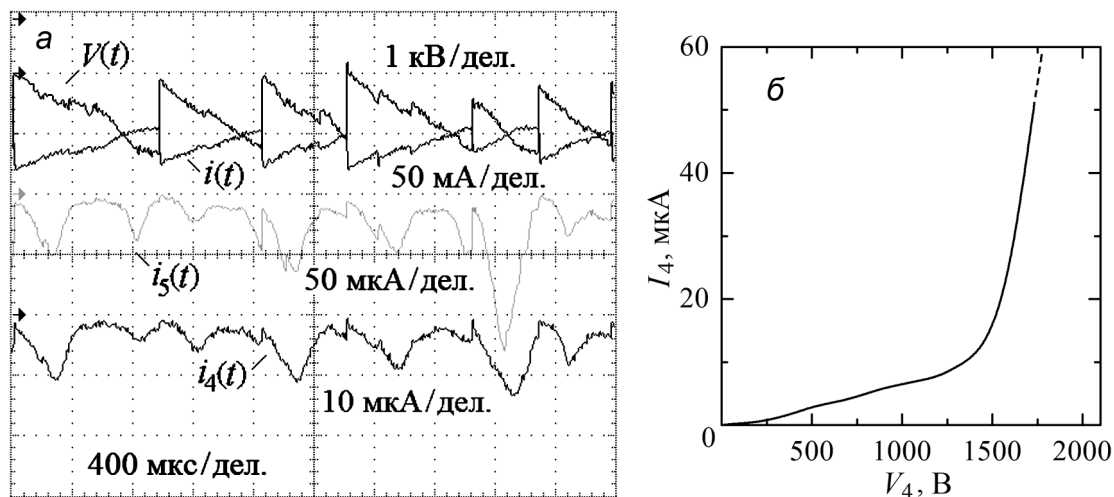 а
V(t)
1 кВ/дел.
i(t)
50 мА/дел.
i5(t)
50 мкА/дел.
i4(t)
10 мкА/дел.
400 мкс/дел.
б
I4, мкА
60
40
20
0
500
1000
1500
2000
V4, В